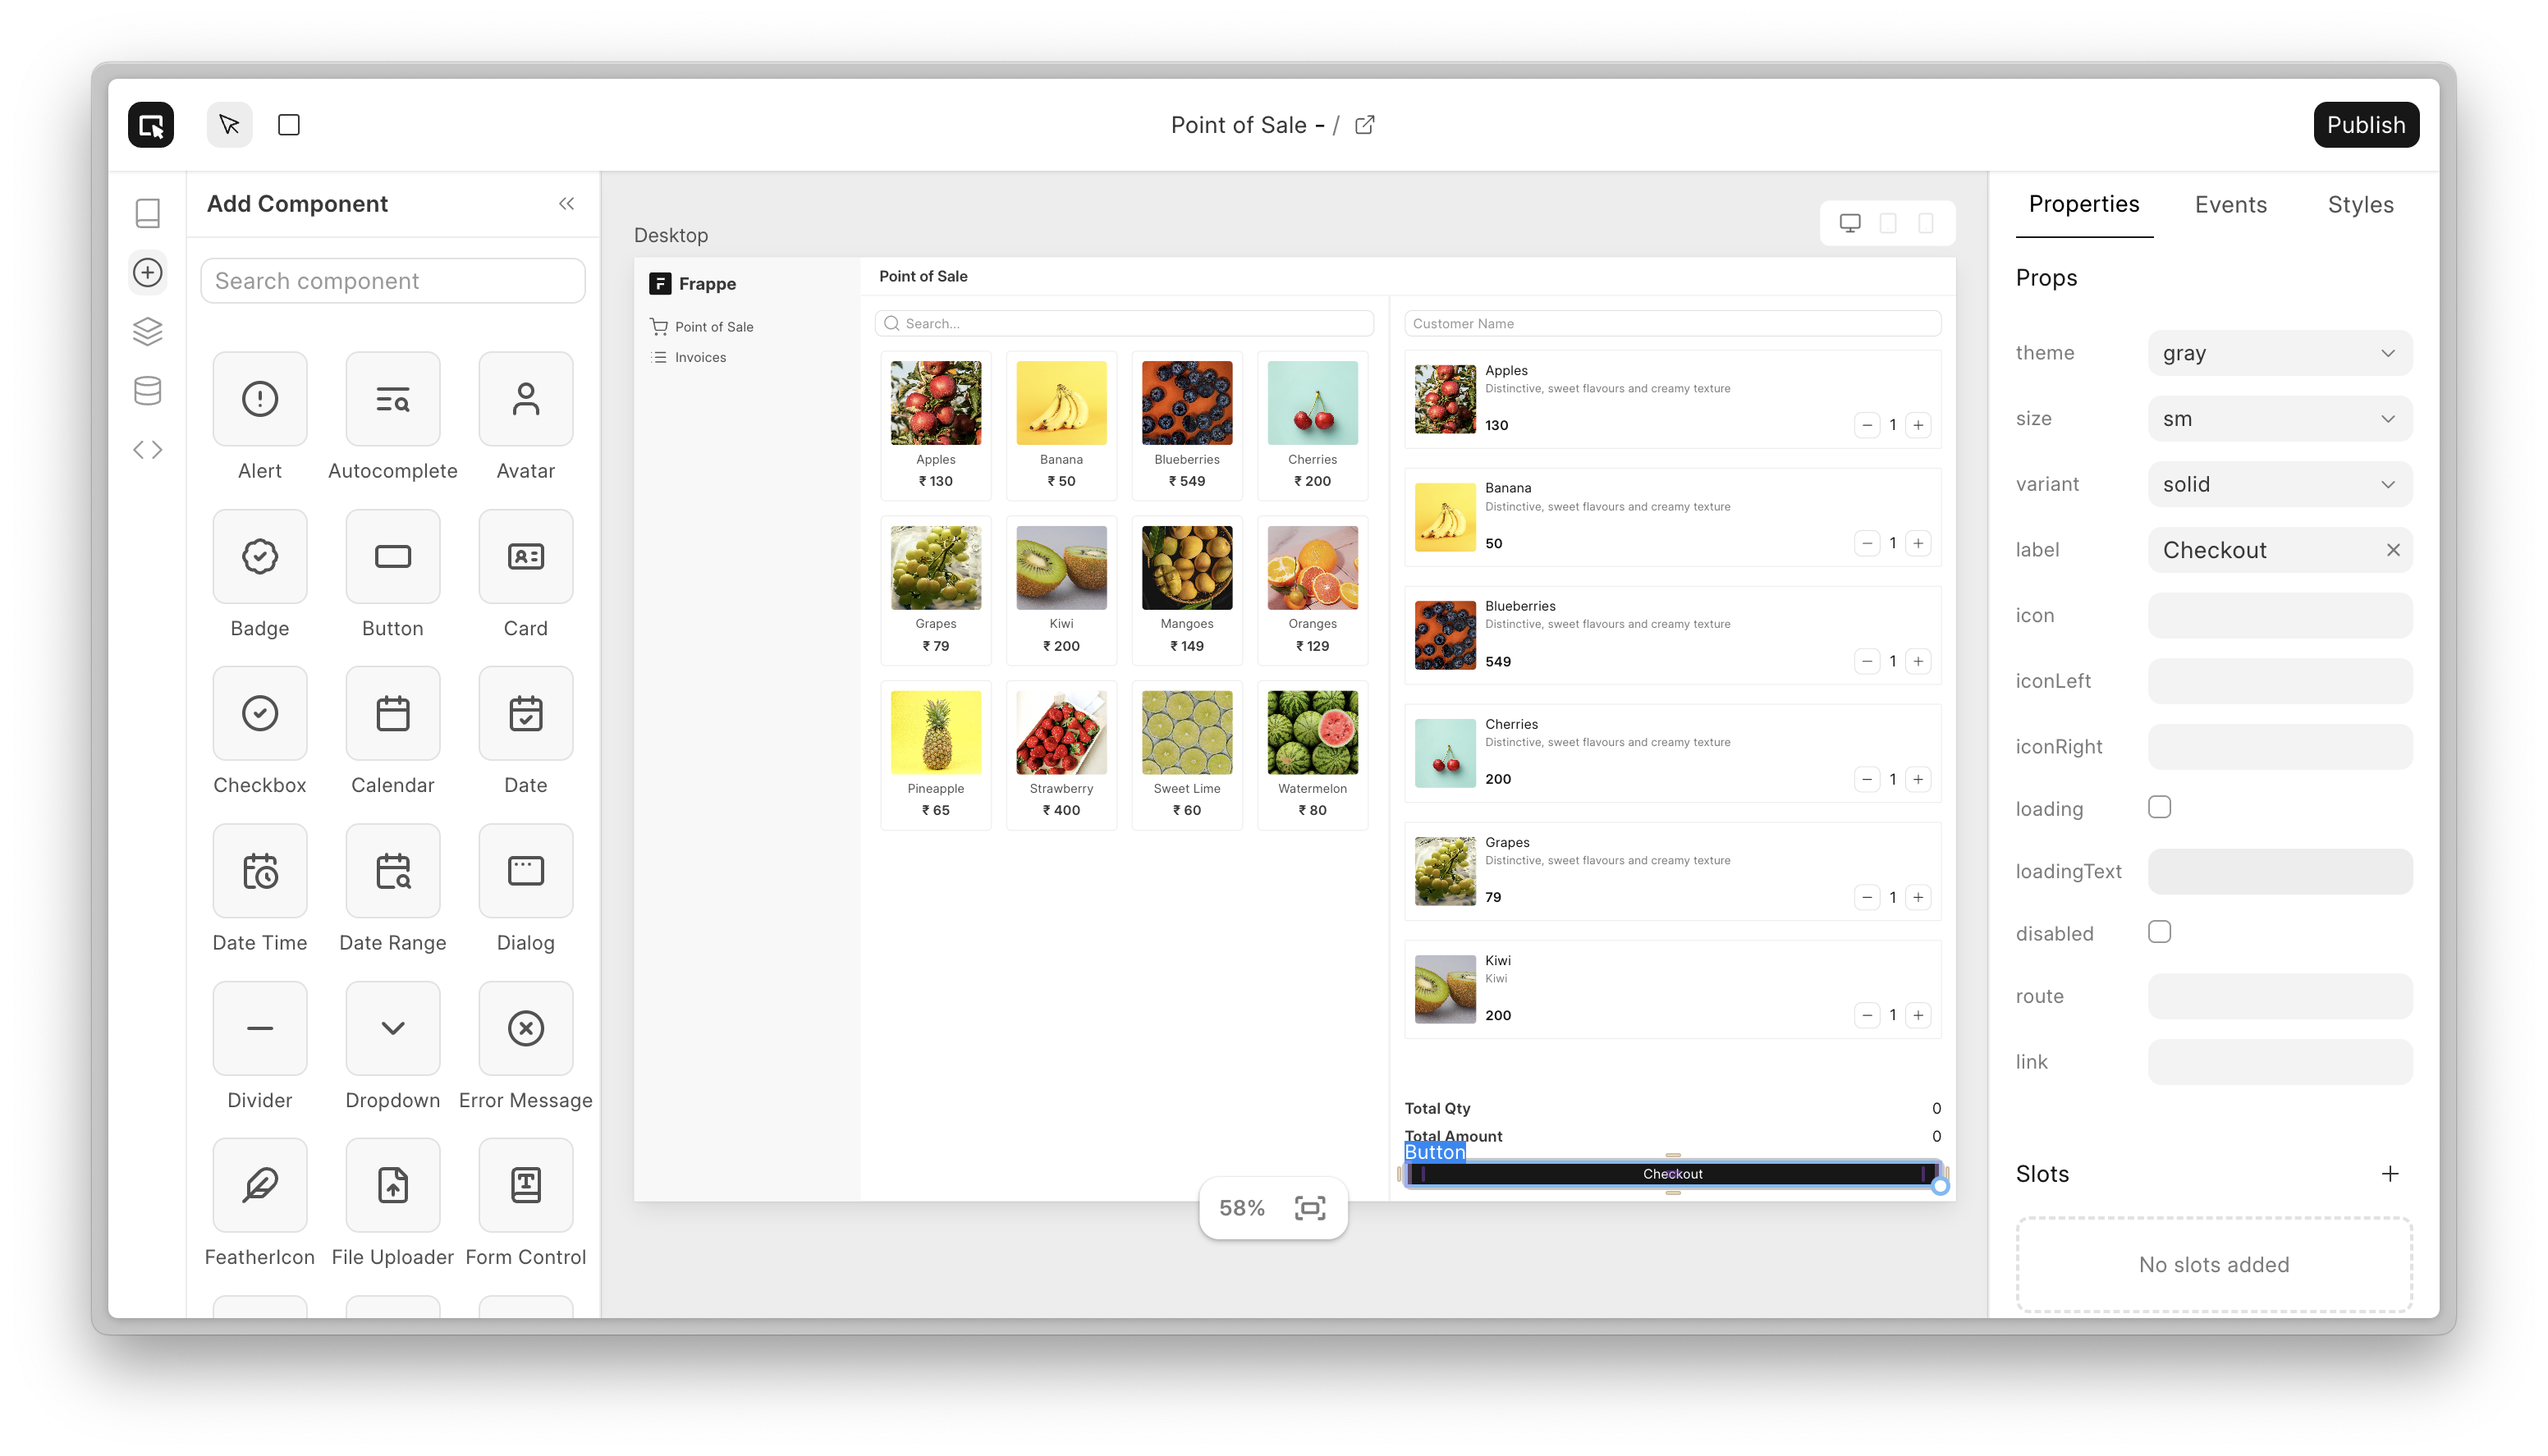 Point of Sale - /
Publish
Add Component
Search component
Alert
Autocomplete
Avatar
Badge
Button
Card
Checkbox
Calendar
Date
Date Time
Date Range
Dialog
Divider
Dropdown
Error Message
FeatherIcon
File Uploader
Form Control
Desktop
Frappe
Point of Sale
Invoices
Point of Sale
Search...
Apples
₹ 130
Banana
₹ 50
Blueberries
₹ 549
Cherries
₹ 200
Grapes
₹ 79
Kiwi
₹ 200
Mangoes
₹ 149
Oranges
₹ 129
Pineapple
₹ 65
Strawberry
₹ 400
Sweet Lime
₹ 60
Watermelon
₹ 80
Customer Name
Apples
Distinctive, sweet flavours and creamy texture
130
1
Banana
Distinctive, sweet flavours and creamy texture
50
1
Blueberries
Distinctive, sweet flavours and creamy texture
549
1
Cherries
Distinctive, sweet flavours and creamy texture
200
1
Grapes
Distinctive, sweet flavours and creamy texture
79
1
Kiwi
Kiwi
200
1
Total Qty 0
Total Amount 0
Button
Checkout
58%
Properties
Events
Styles
Props
theme gray
size sm
variant solid
label Checkout
icon
iconLeft
iconRight
loading
loadingText
disabled
route
link
Slots
No slots added